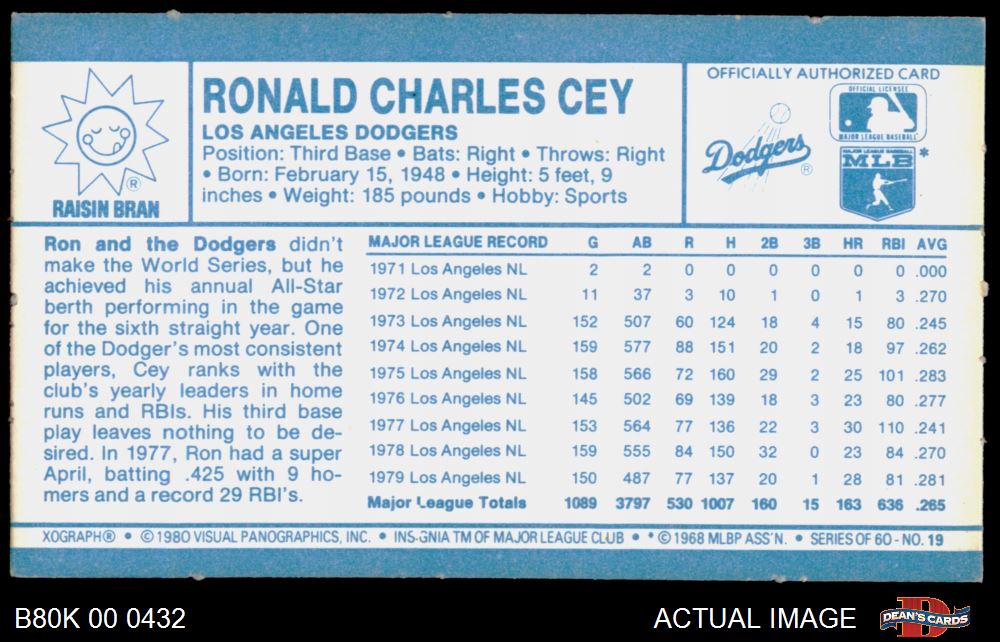 RAISIN BRAN
®
RONALD CHARLES CEY
LOS ANGELES DODGERS
Position: Third Base • Bats: Right • Throws: Right
• Born: February 15, 1948 • Height: 5 feet, 9
inches • Weight: 185 pounds • Hobby: Sports
OFFICIALLY AUTHORIZED CARD
Dodgers ®
OFFICIAL LICENSEE
MAJOR LEAGUE BASEBALL
MAJOR LEAGUE BASEBALL
MLB *
Ron and the Dodgers didn't
make the World Series, but he
achieved his annual All-Star
berth performing in the game
for the sixth straight year. One
of the Dodger's most consistent
players, Cey ranks with the
club's yearly leaders in home
runs and RBIs. His third base
play leaves nothing to be de-
sired. In 1977, Ron had a super
April, batting .425 with 9 ho-
mers and a record 29 RBI's.
MAJOR LEAGUE RECORD G AB R H 2B 3B HR RBI AVG
1971 Los Angeles NL 2 2 0 0 0 0 0 0 .000
1972 Los Angeles NL 11 37 3 10 1 0 1 3 .270
1973 Los Angeles NL 152 507 60 124 18 4 15 80 .245
1974 Los Angeles NL 159 577 88 151 20 2 18 97 .262
1975 Los Angeles NL 158 566 72 160 29 2 25 101 .283
1976 Los Angeles NL 145 502 69 139 18 3 23 80 .277
1977 Los Angeles NL 153 564 77 136 22 3 30 110 .241
1978 Los Angeles NL 159 555 84 150 32 0 23 84 .270
1979 Los Angeles NL 150 487 77 137 20 1 28 81 .281
Major League Totals 1089 3797 530 1007 160 15 163 636 .265
XOGRAPH® • © 1980 VISUAL PANOGRAPHICS, INC. • INSIGNIA TM OF MAJOR LEAGUE CLUB • * © 1968 MLBP ASS'N. • SERIES OF 60 - NO. 19
B80K 00 0432
ACTUAL IMAGE
D
DEAN'S CARDS